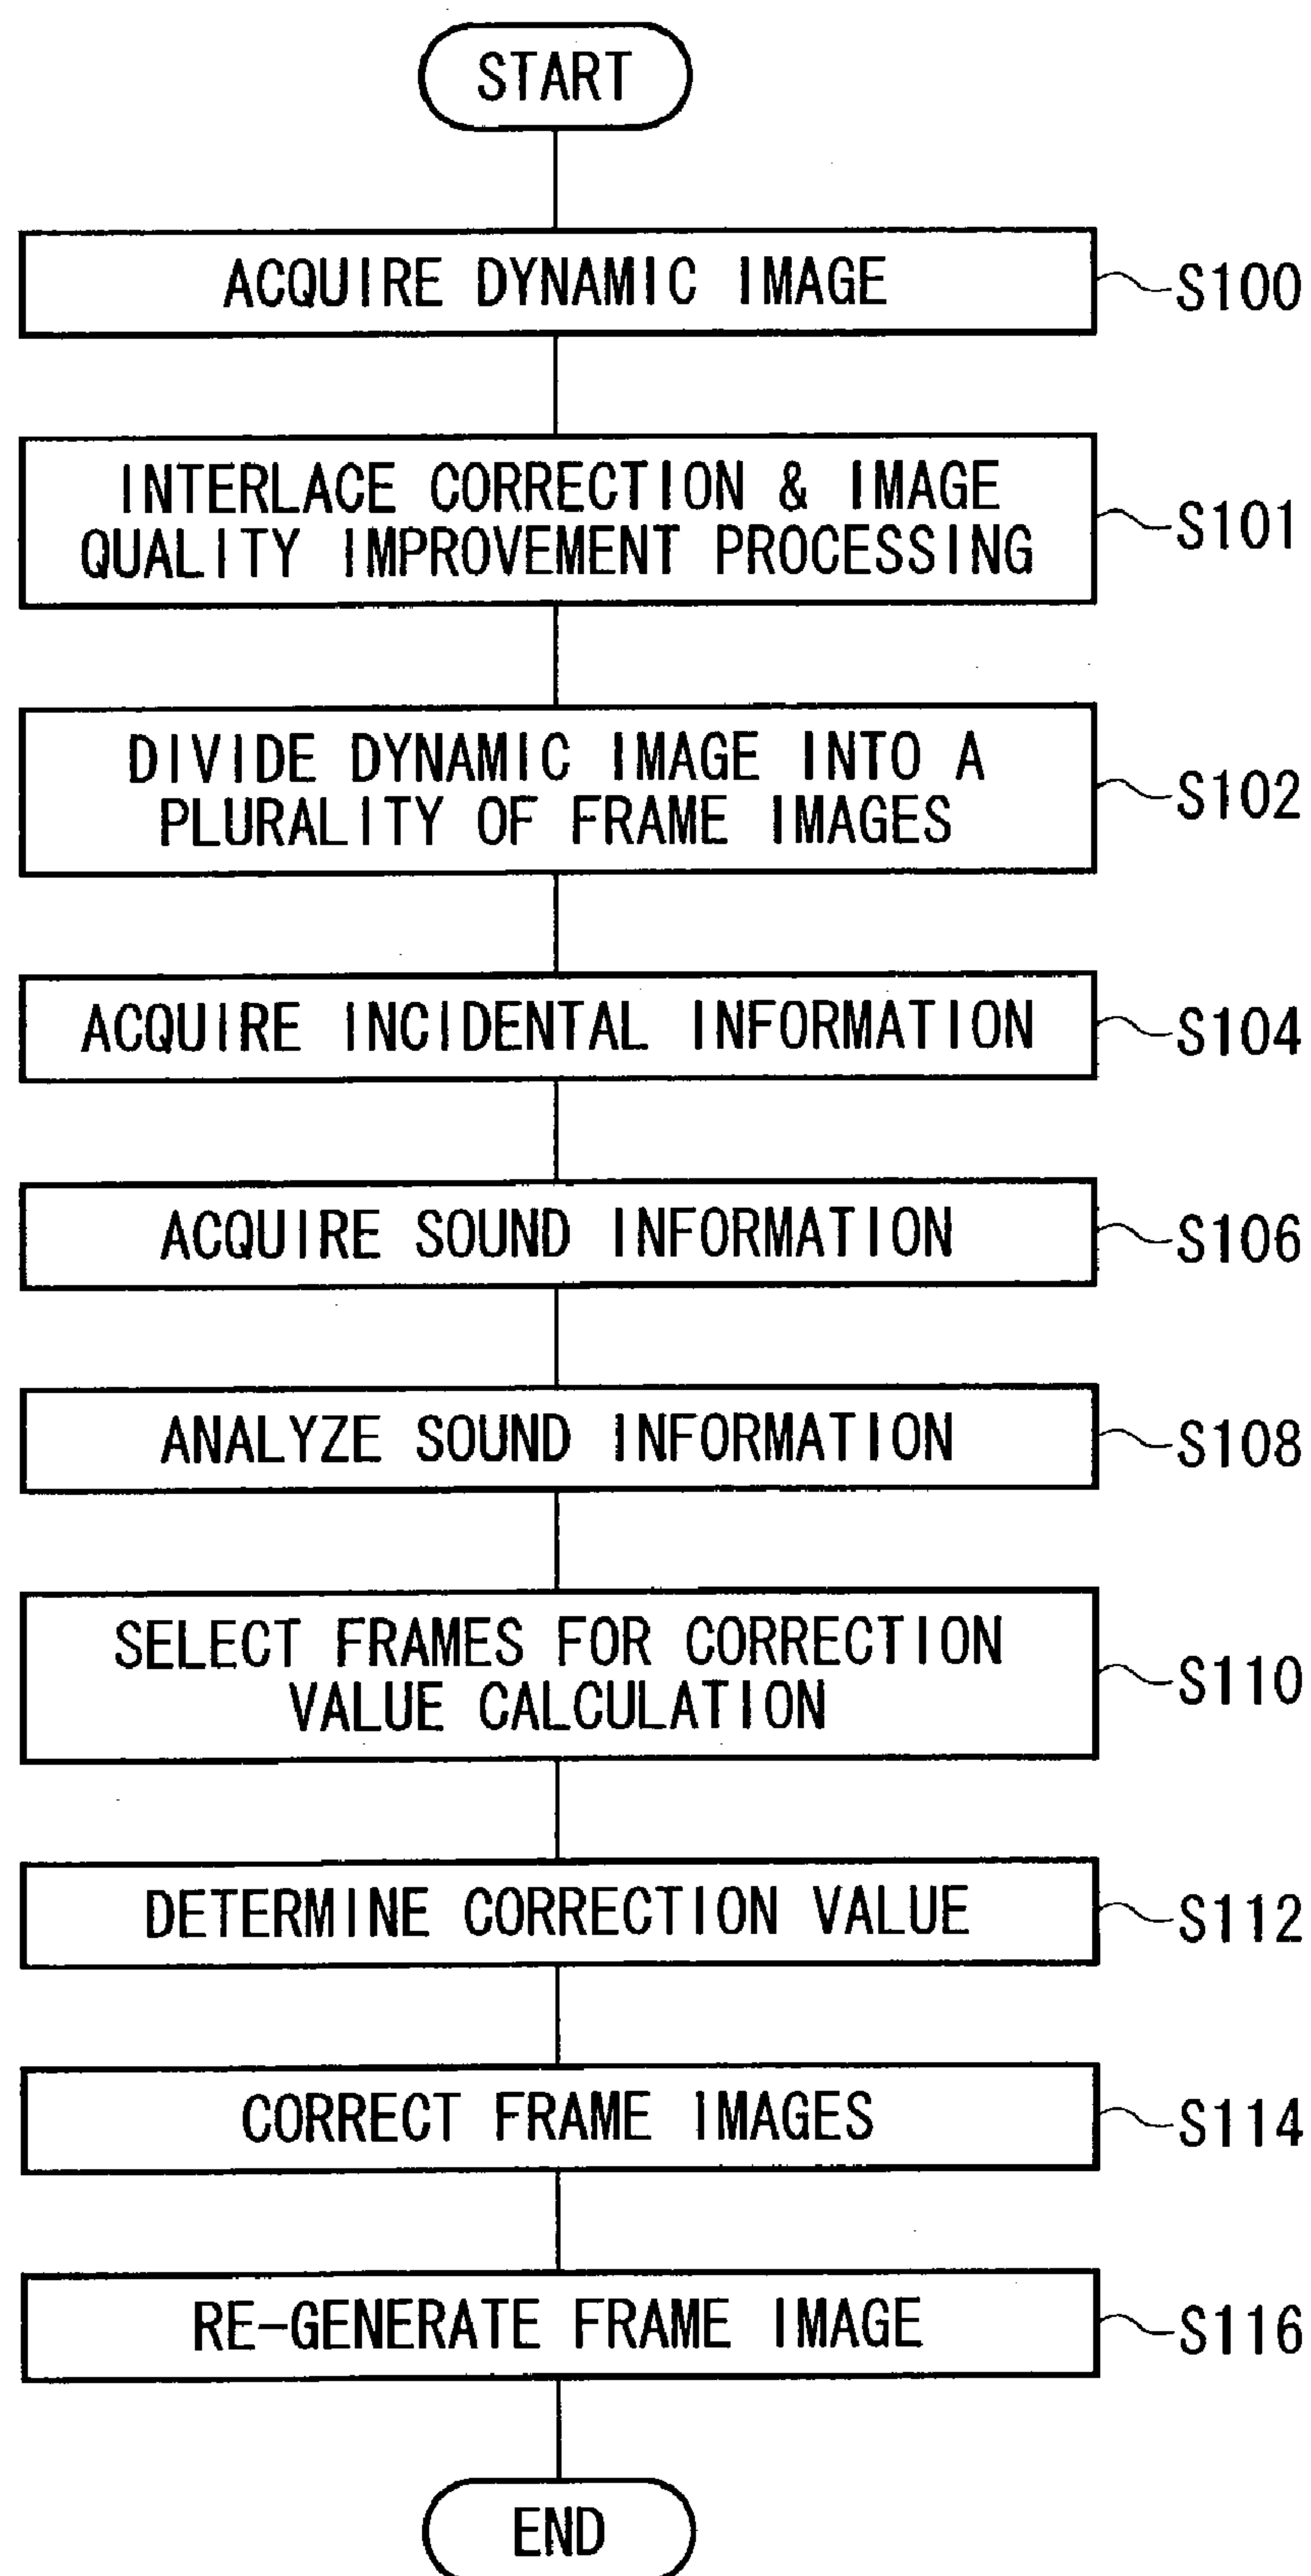 START
ACQUIRE DYNAMIC IMAGE
S100
INTERLACE CORRECTION & IMAGE
QUALITY IMPROVEMENT PROCESSING
S101
DIVIDE DYNAMIC IMAGE INTO A
PLURALITY OF FRAME IMAGES
S102
ACQUIRE INCIDENTAL INFORMATION
S104
ACQUIRE SOUND INFORMATION
S106
ANALYZE SOUND INFORMATION
S108
SELECT FRAMES FOR CORRECTION
VALUE CALCULATION
S110
DETERMINE CORRECTION VALUE
S112
CORRECT FRAME IMAGES
S114
RE-GENERATE FRAME IMAGE
S116
END